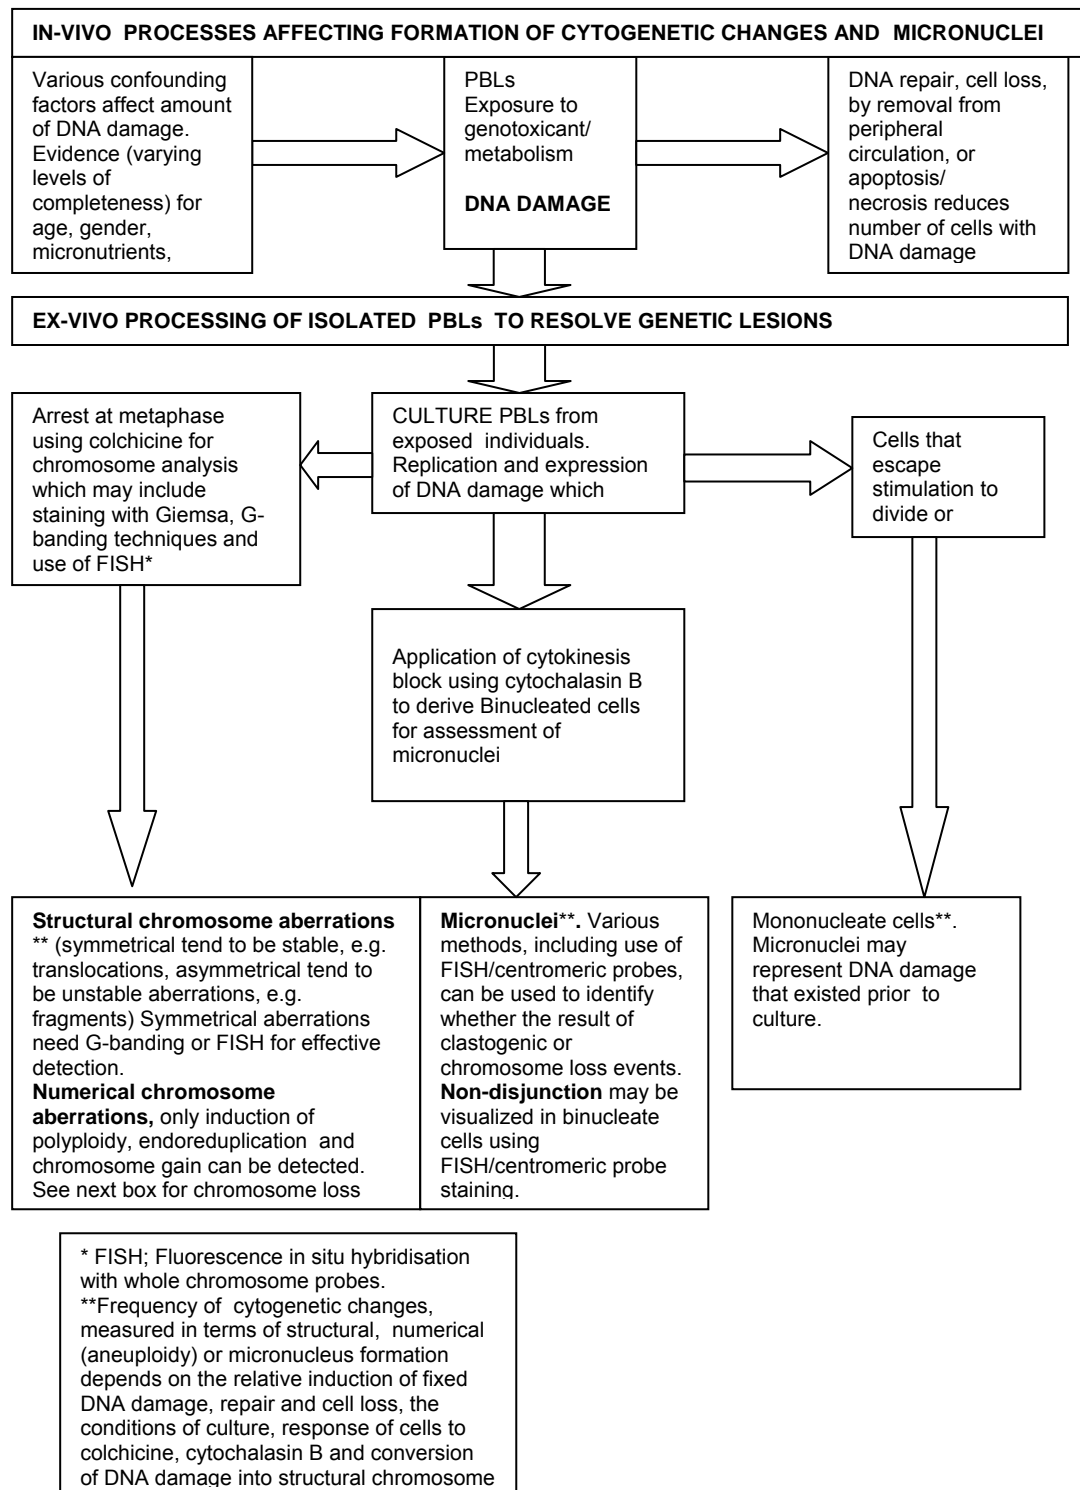 IN-VIVO PROCESSES AFFECTING FORMATION OF CYTOGENETIC CHANGES AND MICRONUCLEI
Various confounding
factors affect amount
of DNA damage.
Evidence (varying
levels of
completeness) for
age, gender,
micronutrients,
PBLs
Exposure to
genotoxicant/
metabolism
DNA DAMAGE
DNA repair, cell loss,
by removal from
peripheral
circulation, or
apoptosis/
necrosis reduces
number of cells with
DNA damage
EX-VIVO PROCESSING OF ISOLATED PBLs TO RESOLVE GENETIC LESIONS
Arrest at metaphase
using colchicine for
chromosome analysis
which may include
staining with Giemsa, G-
banding techniques and
use of FISH*
CULTURE PBLs from
exposed individuals.
Replication and expression
of DNA damage which
Cells that
escape
stimulation to
divide or
Application of cytokinesis
block using cytochalasin B
to derive Binucleated cells
for assessment of
micronuclei
Structural chromosome aberrations
** (symmetrical tend to be stable, e.g.
translocations, asymmetrical tend to
be unstable aberrations, e.g.
fragments) Symmetrical aberrations
need G-banding or FISH for effective
detection.
Numerical chromosome
aberrations, only induction of
polyploidy, endoreduplication and
chromosome gain can be detected.
See next box for chromosome loss
Micronuclei**. Various
methods, including use of
FISH/centromeric probes,
can be used to identify
whether the result of
clastogenic or
chromosome loss events.
Non-disjunction may be
visualized in binucleate
cells using
FISH/centromeric probe
staining.
Mononucleate cells**.
Micronuclei may
represent DNA damage
that existed prior to
culture.
* FISH; Fluorescence in situ hybridisation
with whole chromosome probes.
**Frequency of cytogenetic changes,
measured in terms of structural, numerical
(aneuploidy) or micronucleus formation
depends on the relative induction of fixed
DNA damage, repair and cell loss, the
conditions of culture, response of cells to
colchicine, cytochalasin B and conversion
of DNA damage into structural chromosome